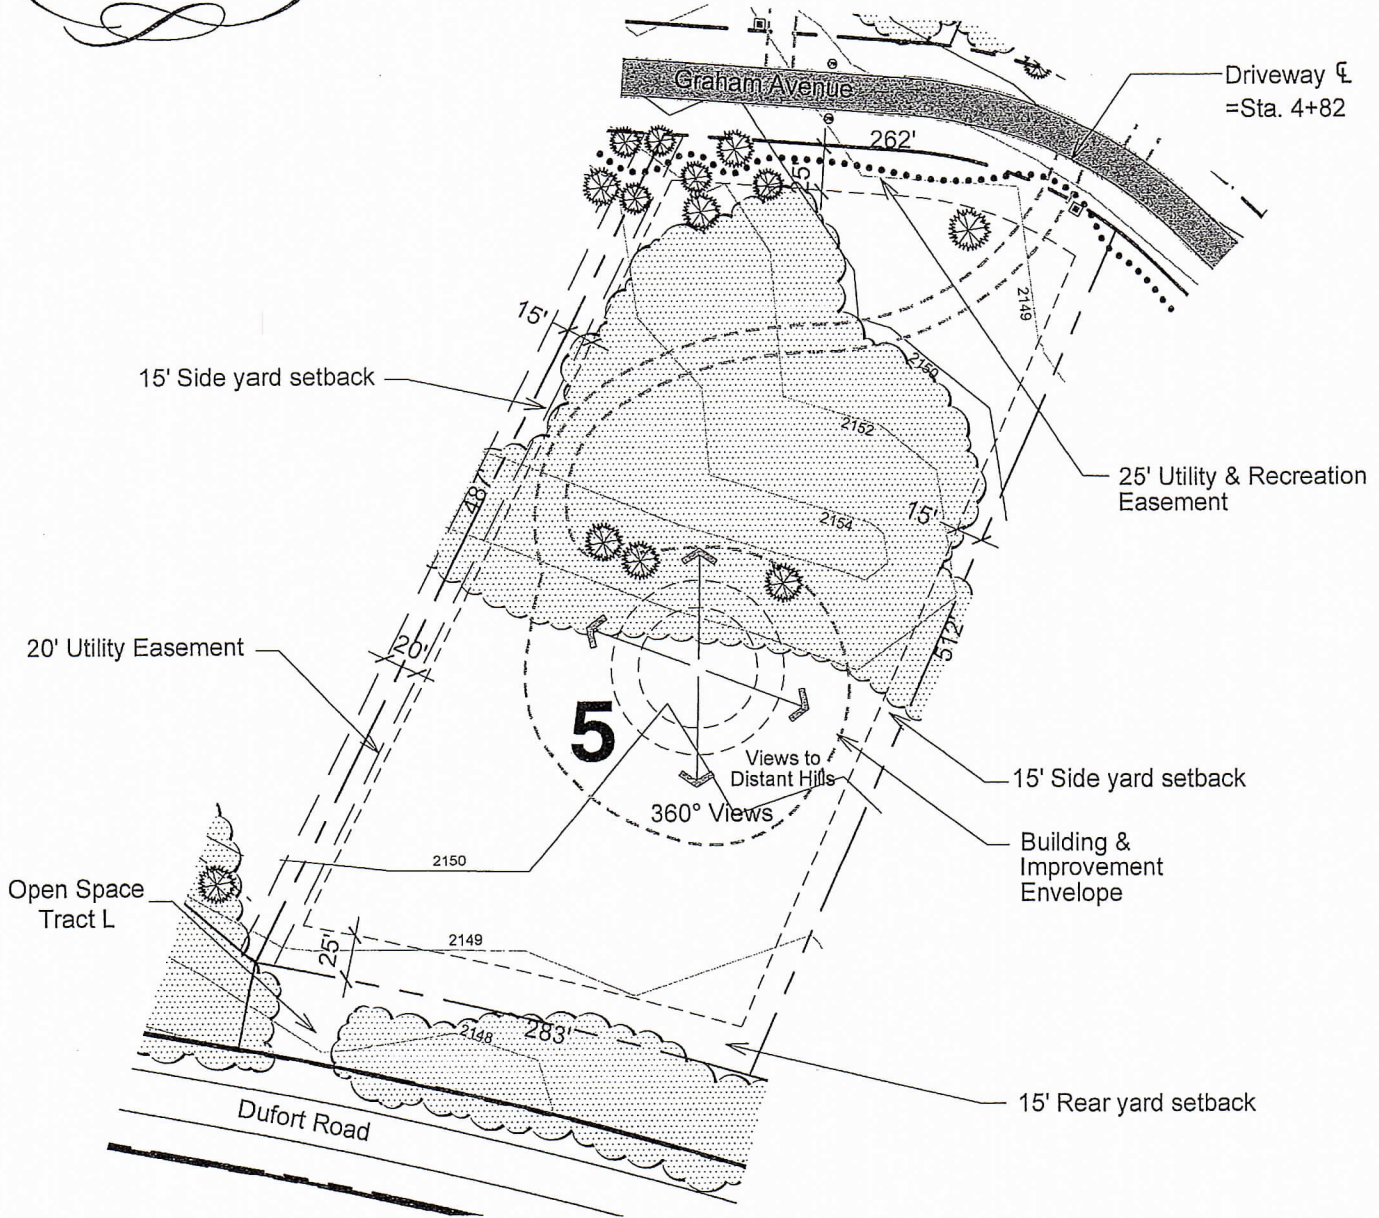 Graham Avenue
Driveway ℄
=Sta. 4+82
262'
25'
2149
15'
15' Side yard setback
2150
2152
25' Utility & Recreation
Easement
487'
2154
15'
20' Utility Easement
20'
512'
5
Views to
Distant Hills
360° Views
15' Side yard setback
Building &
Improvement
Envelope
2150
Open Space
Tract L
25'
2149
2148
283'
15' Rear yard setback
Dufort Road